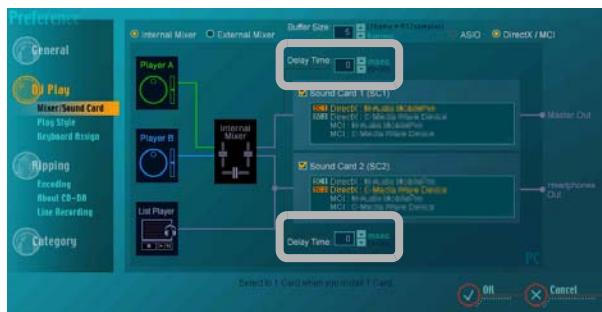 Preference
Internal Mixer
External Mixer
Buffer Size
5
ASIO
DirectX / MCI
General
Player A
Delay Time
0
msec
DJ Play
Sound Card 1 (SC1)
Mixer/Sound Card
DirectX : M-Audio MobilePre
Play Style
DirectX : C-Media Wave Device
Keyboard Assign
MCI : M-Audio MobilePre
MCI : C-Media Wave Device
Master Out
Internal
Mixer
Player B
Sound Card 2 (SC2)
Ripping
DirectX : M-Audio MobilePre
Encoding
DirectX : C-Media Wave Device
About CD-DA
MCI : M-Audio MobilePre
Line Recording
MCI : C-Media Wave Device
Headphones
Out
List Player
Category
Delay Time
0
msec
PC
Select to 1 Card when you install 1 Card.
OK
Cancel